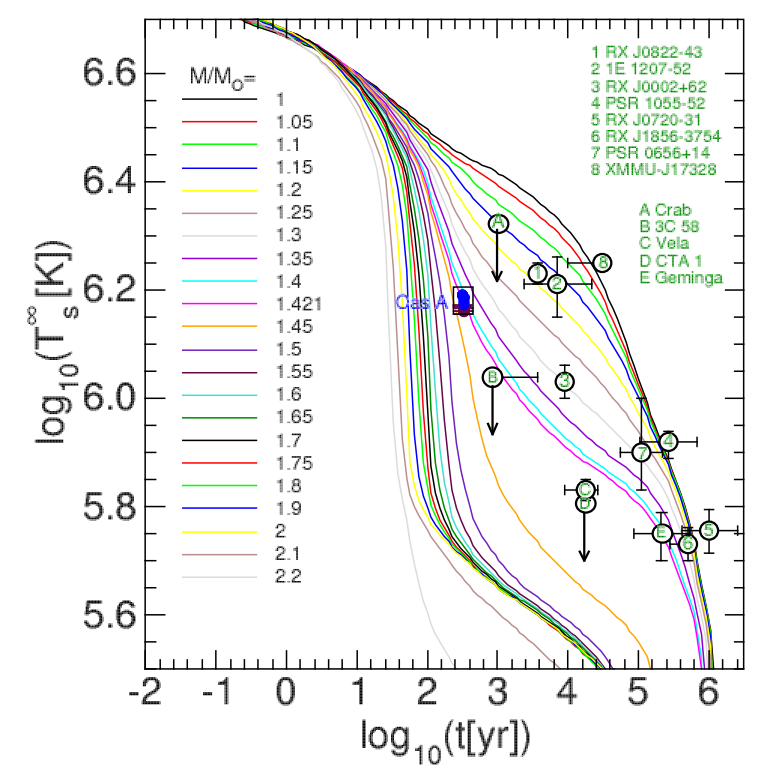 M/M_O=
1
1.05
1.1
1.15
1.2
1.25
1.3
1.35
1.4
1.421
1.45
1.5
1.55
1.6
1.65
1.7
1.75
1.8
1.9
2
2.1
2.2
1 RX J0822-43
2 1E 1207-52
3 RX J0002+62
4 PSR 1055-52
5 RX J0720-31
6 RX J1856-3754
7 PSR 0656+14
8 XMMU-J17328
A Crab
B 3C 58
C Vela
D CTA 1
E Geminga
A
8
1
2
Cas A
B
3
4
7
C
D
E
5
6
6.6
6.4
6.2
6.0
5.8
5.6
log₁₀(T_s^∞ [K])
-2 -1 0 1 2 3 4 5 6
log₁₀(t[yr])